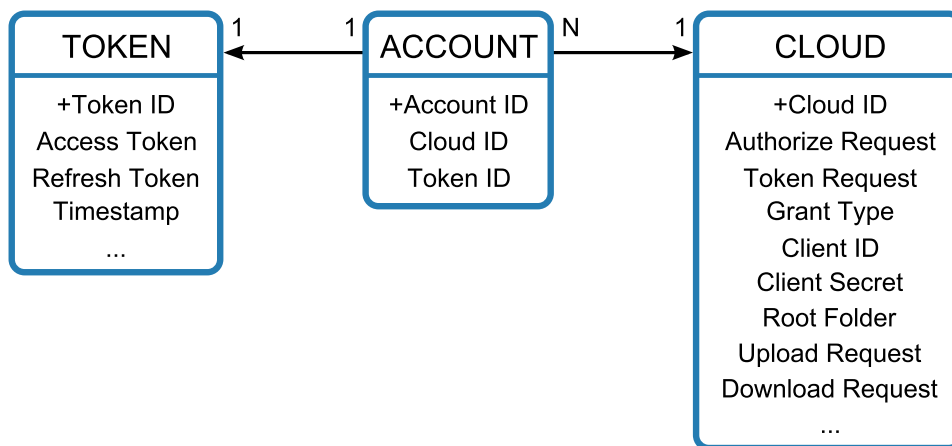 TOKEN
+Token ID
Access Token
Refresh Token
Timestamp
...
1
1
ACCOUNT
+Account ID
Cloud ID
Token ID
N
1
CLOUD
+Cloud ID
Authorize Request
Token Request
Grant Type
Client ID
Client Secret
Root Folder
Upload Request
Download Request
...